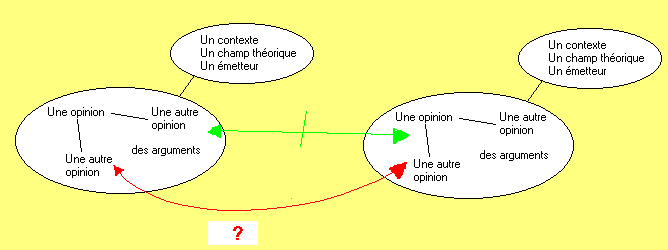 Un contexte
Un champ théorique
Un émetteur
Une opinion
Une autre
opinion
Une autre
opinion
des arguments
Un contexte
Un champ théorique
Un émetteur
Une opinion
Une autre
opinion
Une autre
opinion
des arguments
?